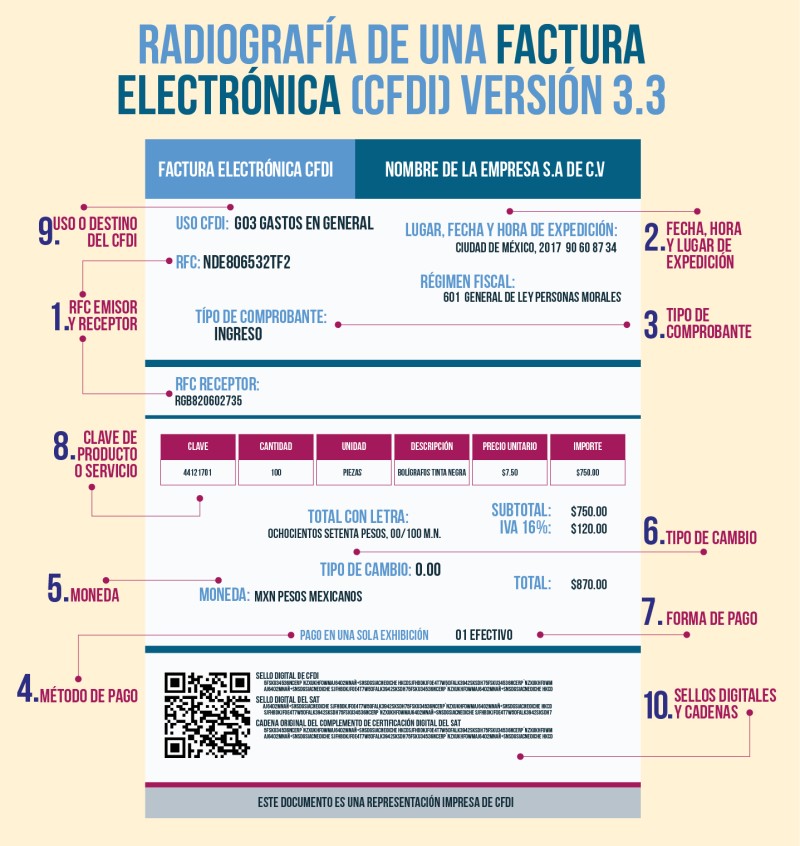 RADIOGRAFÍA DE UNA FACTURA
ELECTRÓNICA (CFDI) VERSIÓN 3.3
FACTURA ELECTRÓNICA CFDI
NOMBRE DE LA EMPRESA S.A DE C.V
9. USO O DESTINO
DEL CFDI
USO CFDI: G03 GASTOS EN GENERAL
LUGAR, FECHA Y HORA DE EXPEDICIÓN:
CIUDAD DE MÉXICO, 2017 90 60 87 34
2. FECHA, HORA
Y LUGAR DE
EXPEDICIÓN
RFC: NDE806532TF2
RÉGIMEN FISCAL:
601 GENERAL DE LEY PERSONAS MORALES
1. RFC EMISOR
Y RECEPTOR
TÍPO DE COMPROBANTE:
INGRESO
3. TIPO DE
COMPROBANTE
RFC RECEPTOR:
RGB820602735
8. CLAVE DE
PRODUCTO
O SERVICIO
CLAVE CANTIDAD UNIDAD DESCRIPCIÓN PRECIO UNITARIO IMPORTE
44121701 100 PIEZAS BOLÍGRAFOS TINTA NEGRA $7.50 $750.00
TOTAL CON LETRA:
OCHOCIENTOS SETENTA PESOS, 00/100 M.N.
SUBTOTAL: $750.00
IVA 16%: $120.00
6. TIPO DE CAMBIO
TIPO DE CAMBIO: 0.00
TOTAL: $870.00
5. MONEDA
MONEDA: MXN PESOS MEXICANOS
7. FORMA DE PAGO
PAGO EN UNA SOLA EXHIBICIÓN 01 EFECTIVO
4. MÉTODO DE PAGO
SELLO DIGITAL DE CFDI
SELLO DIGITAL DEL SAT
CADENA ORIGINAL DEL COMPLEMENTO DE CERTIFICACIÓN DIGITAL DEL SAT
10. SELLOS DIGITALES
Y CADENAS
ESTE DOCUMENTO ES UNA REPRESENTACIÓN IMPRESA DE CFDI